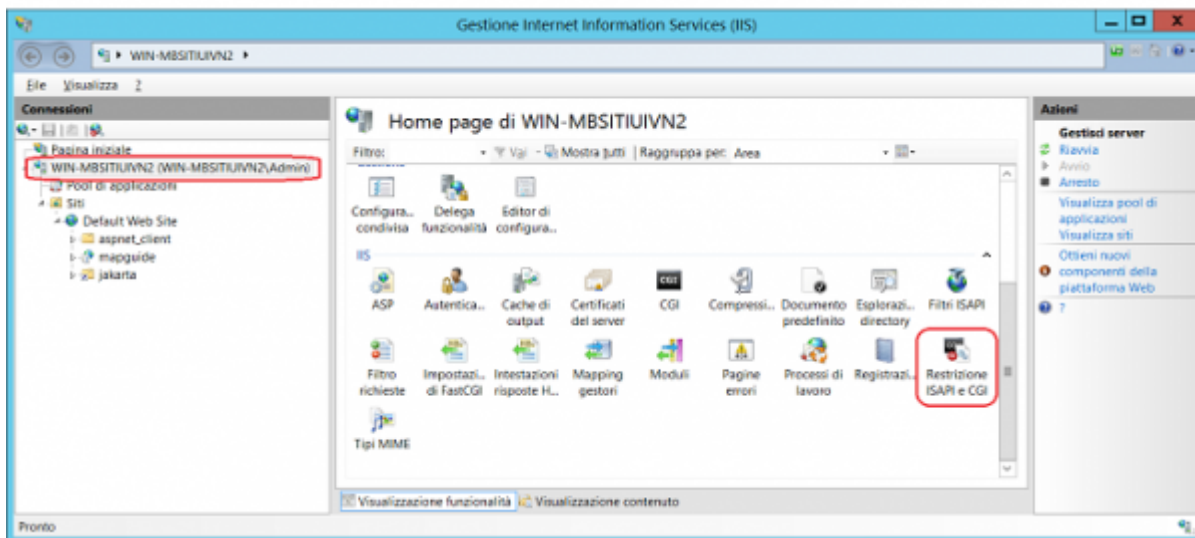 Gestione Internet Information Services (IIS)
WIN-MBSITIUIVN2
File Visualizza ?
Connessioni
Pagina iniziale
WIN-MBSITIUIVN2 (WIN-MBSITIUIVN2\Admin)
Pool di applicazioni
Siti
Default Web Site
aspnet_client
mapguide
jakarta
Home page di WIN-MBSITIUIVN2
Filtro: Vai Mostra tutti Raggruppa per: Area
Configura... Delega Editor di
condivisa funzionalità configura...
IIS
ASP Autentica... Cache di Certificati CGI Compressi... Documento Esplorazi... Filtri ISAPI
output del server predefinito directory
Filtro Impostazi... Intestazioni Mapping Moduli Pagine Processi di Registrazi... Restrizione
richieste di FastCGI risposte H... gestori errori lavoro ISAPI e CGI
Tipi MIME
Visualizzazione funzionalità Visualizzazione contenuto
Azioni
Gestisci server
Riavvia
Avvio
Arresto
Visualizza pool di
applicazioni
Visualizza siti
Ottieni nuovi
componenti della
piattaforma Web
?
Pronto